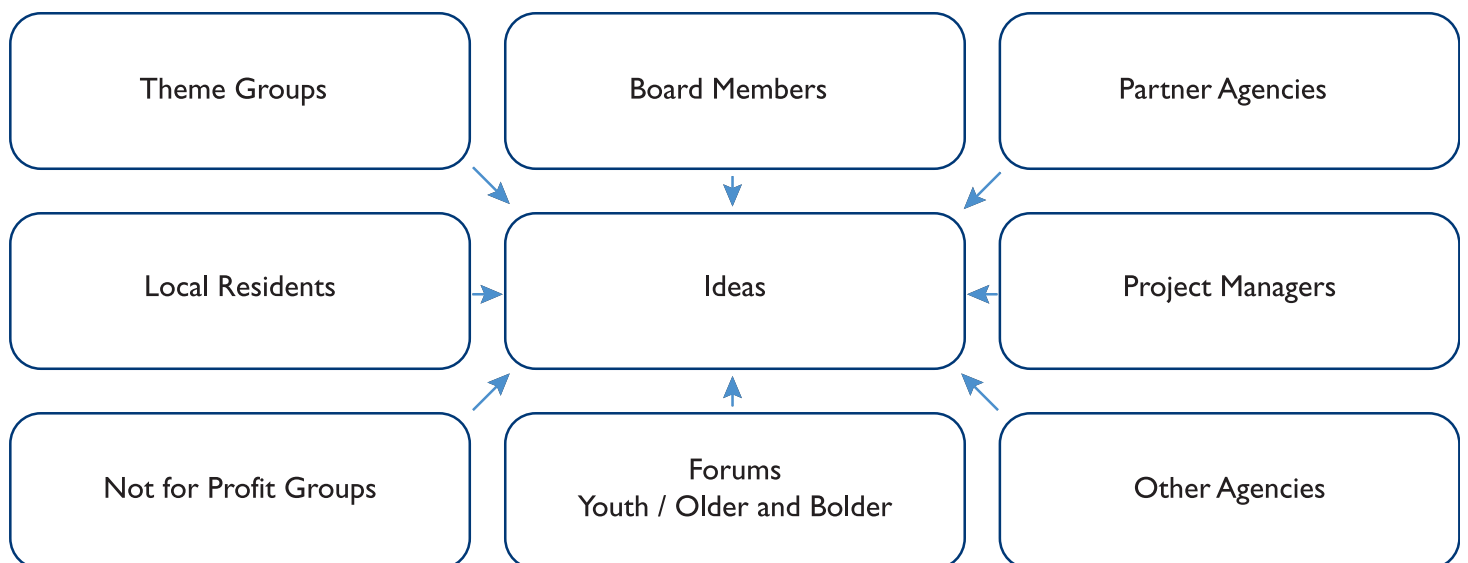 Theme Groups
Board Members
Partner Agencies
Local Residents
Ideas
Project Managers
Not for Profit Groups
Forums
Youth / Older and Bolder
Other Agencies